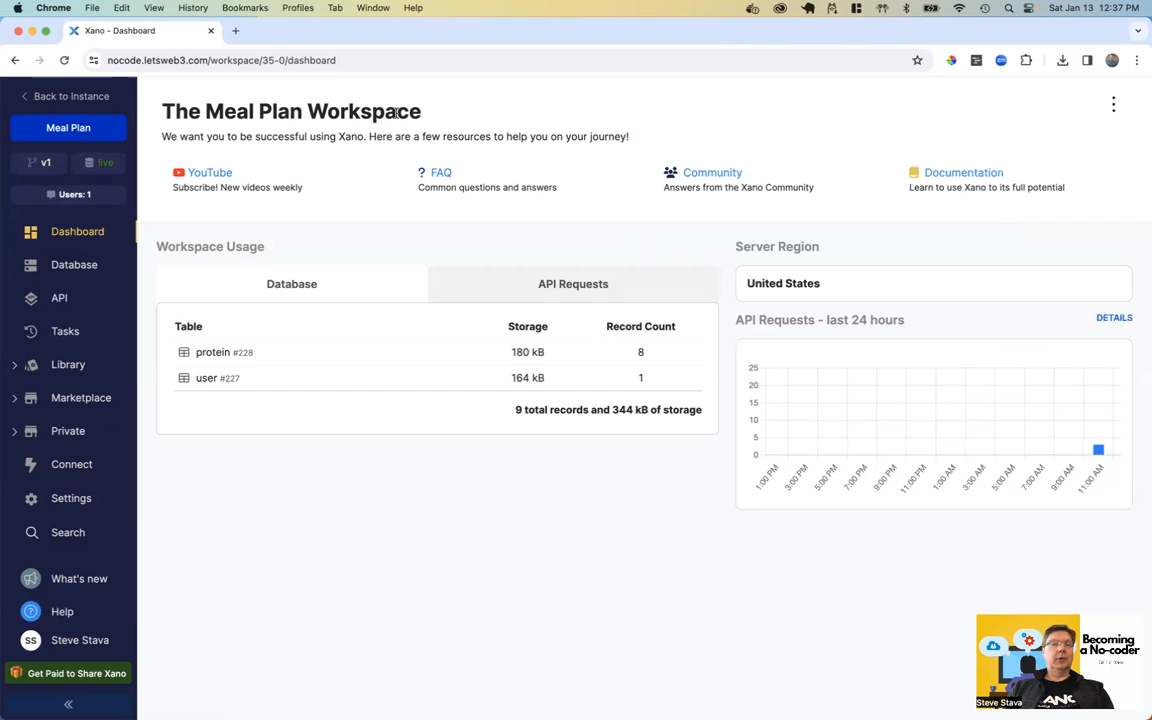 Chrome File Edit View History Bookmarks Profiles Tab Window Help
Sat Jan 13 12:37 PM
Xano - Dashboard
nocode.letsweb3.com/workspace/35-0/dashboard
Back to Instance
Meal Plan
v1 live
Users: 1
Dashboard
Database
API
Tasks
Library
Marketplace
Private
Connect
Settings
Search
What's new
Help
SS Steve Stava
Get Paid to Share Xano
The Meal Plan Workspace
We want you to be successful using Xano. Here are a few resources to help you on your journey!
YouTube
Subscribe! New videos weekly
? FAQ
Common questions and answers
Community
Answers from the Xano Community
Documentation
Learn to use Xano to its full potential
Workspace Usage
Database API Requests
Table Storage Record Count
protein #228 180 kB 8
user #227 164 kB 1
9 total records and 344 kB of storage
Server Region
United States
API Requests - last 24 hours DETAILS
25
20
15
10
5
0
1:00 PM 3:00 PM 5:00 PM 7:00 PM 9:00 PM 11:00 PM 1:00 AM 3:00 AM 5:00 AM 7:00 AM 9:00 AM 11:00 AM
Becoming
a No-coder
Steve Stava